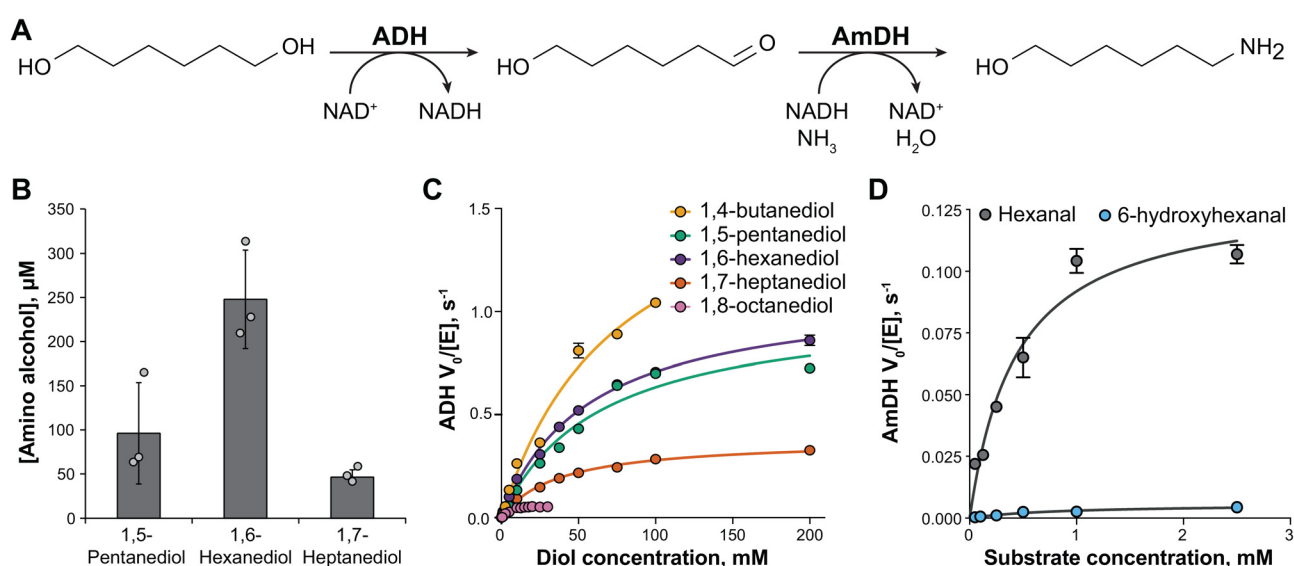 A
HO
OH
ADH
NAD⁺
NADH
HO
O
AmDH
NADH
NH₃
NAD⁺
H₂O
HO
NH2
B
[Amino alcohol], µM
350
300
250
200
150
100
50
0
1,5-
Pentanediol
1,6-
Hexanediol
1,7-
Heptanediol
C
ADH V₀/[E], s⁻¹
1.5
1.0
0.5
0.0
0
50
100
150
200
Diol concentration, mM
1,4-butanediol
1,5-pentanediol
1,6-hexanediol
1,7-heptanediol
1,8-octanediol
D
AmDH V₀/[E], s⁻¹
0.125
0.100
0.075
0.050
0.025
0.000
0
1
2
3
Substrate concentration, mM
Hexanal
6-hydroxyhexanal